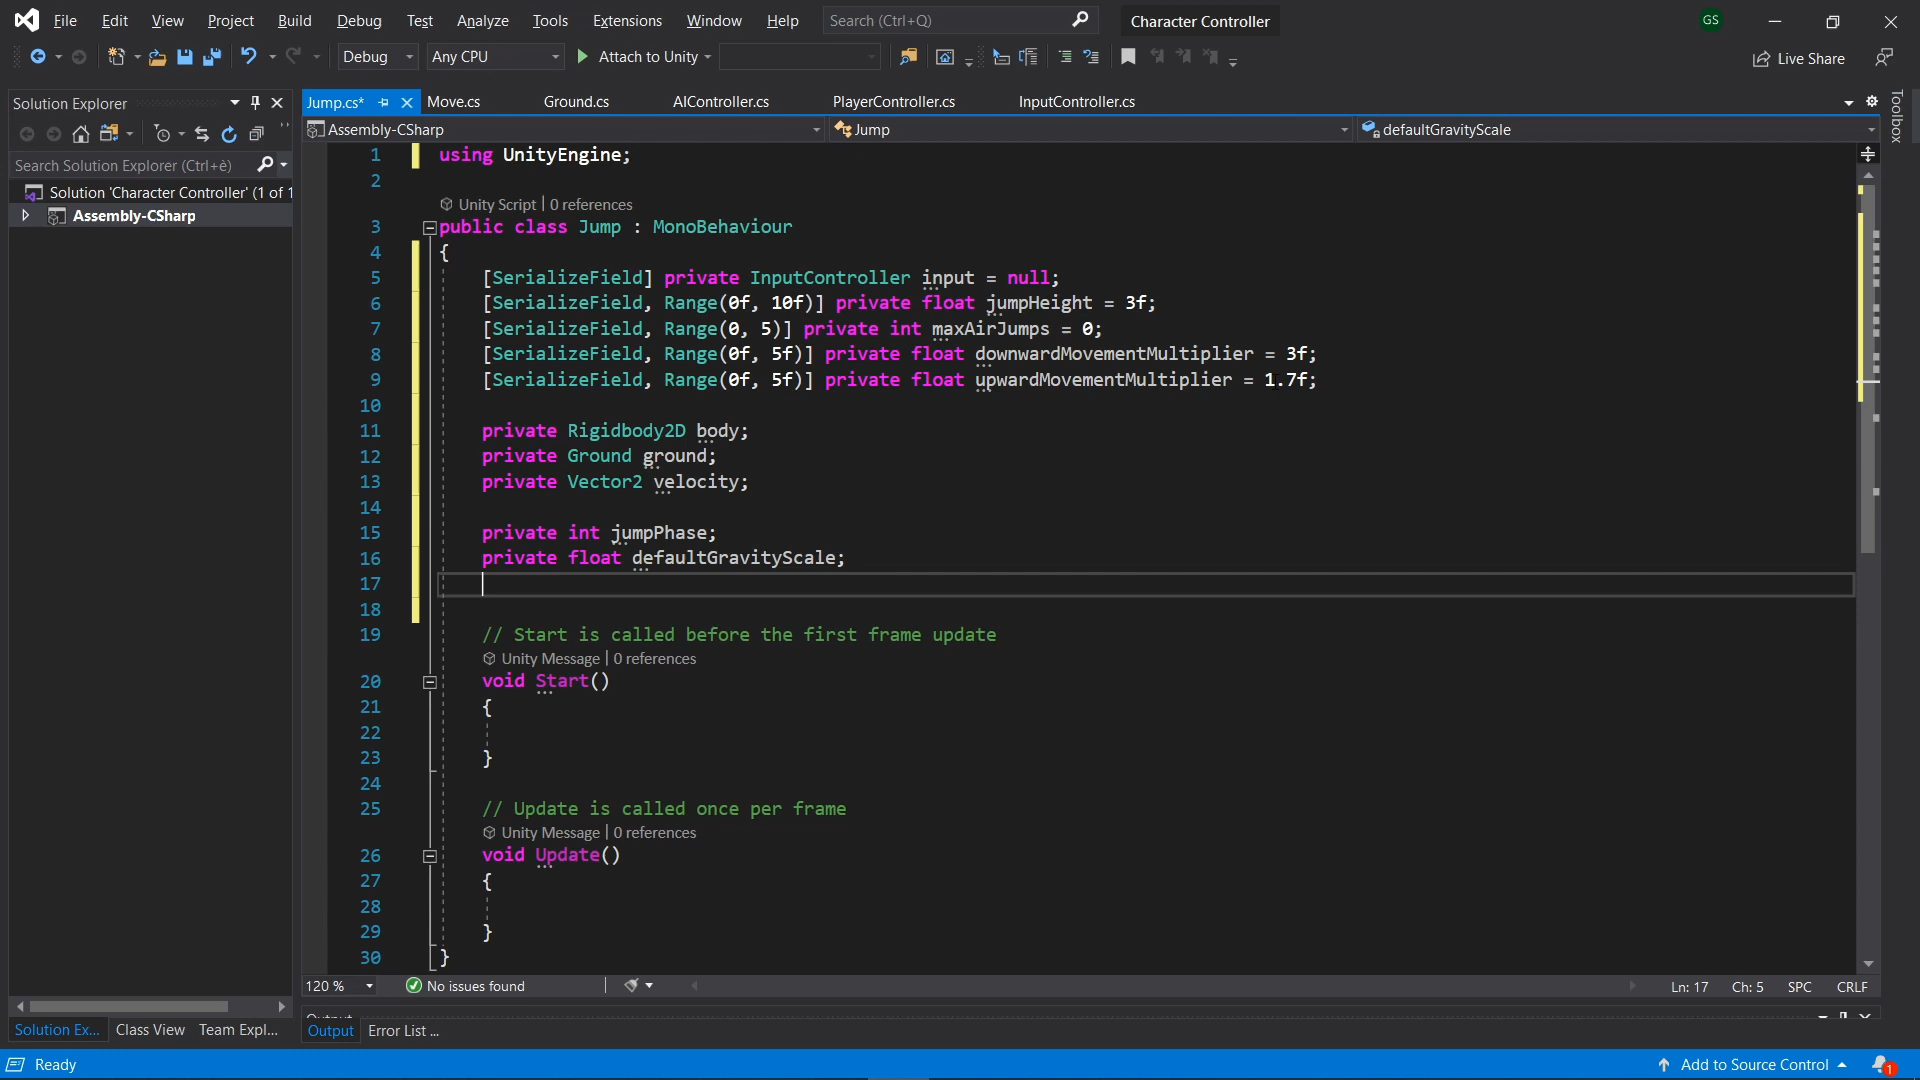 File Edit View Project Build Debug Test Analyze Tools Extensions Window Help Search (Ctrl+Q) Character Controller GS
Debug Any CPU Attach to Unity Live Share
Solution Explorer
Search Solution Explorer (Ctrl+è)
Solution 'Character Controller' (1 of 1
Assembly-CSharp
Jump.cs* Move.cs Ground.cs AIController.cs PlayerController.cs InputController.cs
Toolbox
Assembly-CSharp Jump defaultGravityScale
1 using UnityEngine;
2
Unity Script | 0 references
3 public class Jump : MonoBehaviour
4 {
5 [SerializeField] private InputController input = null;
6 [SerializeField, Range(0f, 10f)] private float jumpHeight = 3f;
7 [SerializeField, Range(0, 5)] private int maxAirJumps = 0;
8 [SerializeField, Range(0f, 5f)] private float downwardMovementMultiplier = 3f;
9 [SerializeField, Range(0f, 5f)] private float upwardMovementMultiplier = 1.7f;
10
11 private Rigidbody2D body;
12 private Ground ground;
13 private Vector2 velocity;
14
15 private int jumpPhase;
16 private float defaultGravityScale;
17
18
19 // Start is called before the first frame update
Unity Message | 0 references
20 void Start()
21 {
22
23 }
24
25 // Update is called once per frame
Unity Message | 0 references
26 void Update()
27 {
28
29 }
30 }
120 % No issues found Ln: 17 Ch: 5 SPC CRLF
Solution Ex... Class View Team Expl...
Output Error List ...
Ready Add to Source Control 1